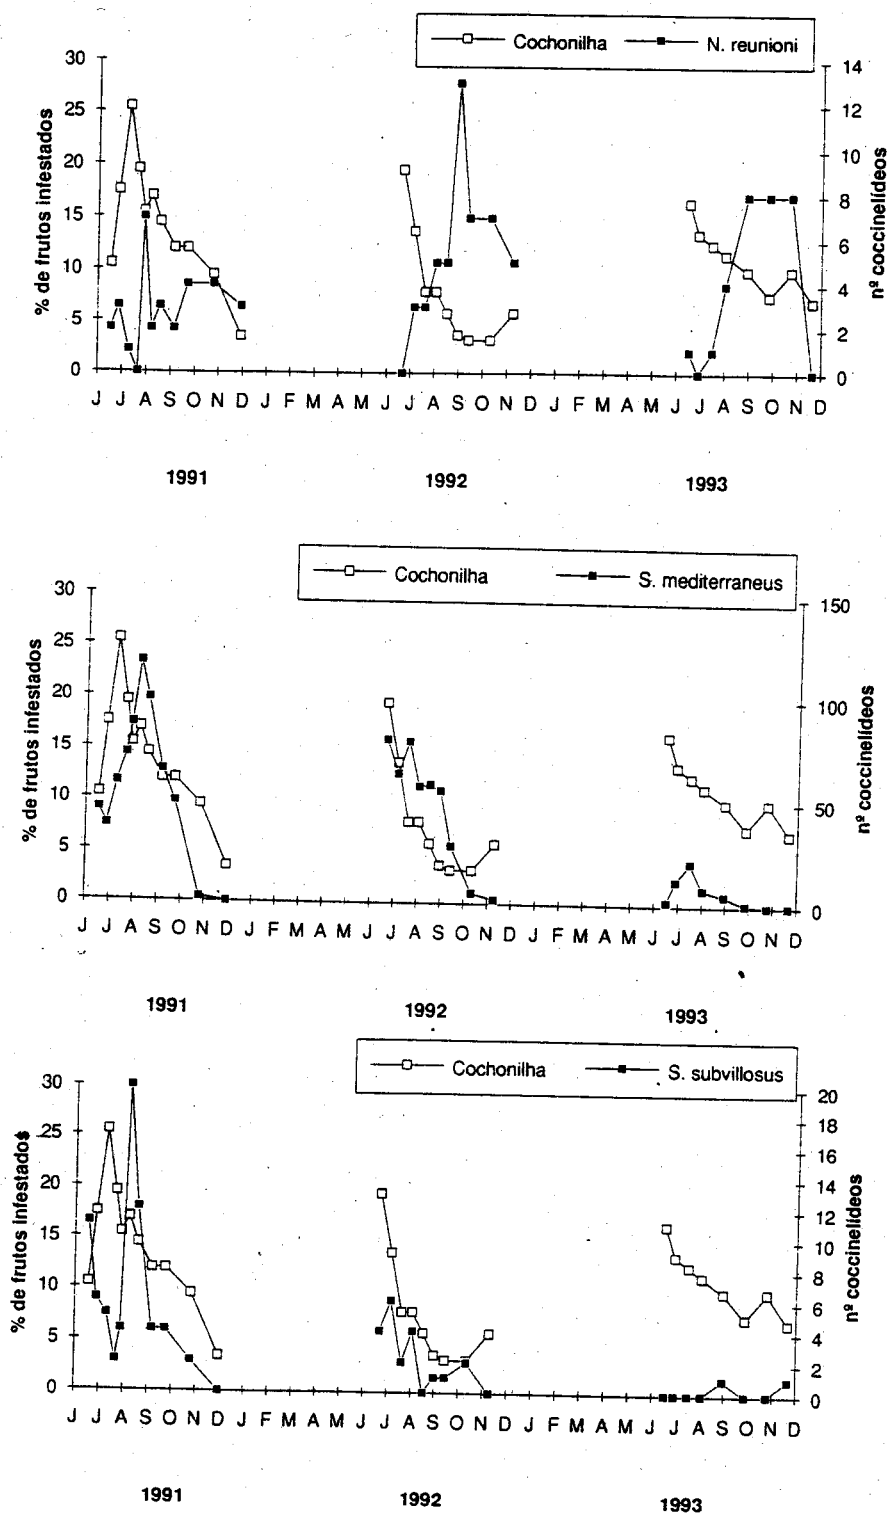 Cochonilha N. reunioni
% de frutos infestados
30
25
20
15
10
5
0
14
12
10
8
6
4
2
0
nº coccinelídeos
J J A S O N D J F M A M J J A S O N D J F M A M J J A S O N D
1991 1992 1993
Cochonilha S. mediterraneus
% de frutos infestados
30
25
20
15
10
5
0
150
100
50
0
nº coccinelídeos
J J A S O N D J F M A M J J A S O N D J F M A M J J A S O N D
1991 1992 1993
Cochonilha S. subvillosus
% de frutos infestados
30
25
20
15
10
5
0
20
18
16
14
12
10
8
6
4
2
0
nº coccinelídeos
J J A S O N D J F M A M J J A S O N D J F M A M J J A S O N D
1991 1992 1993